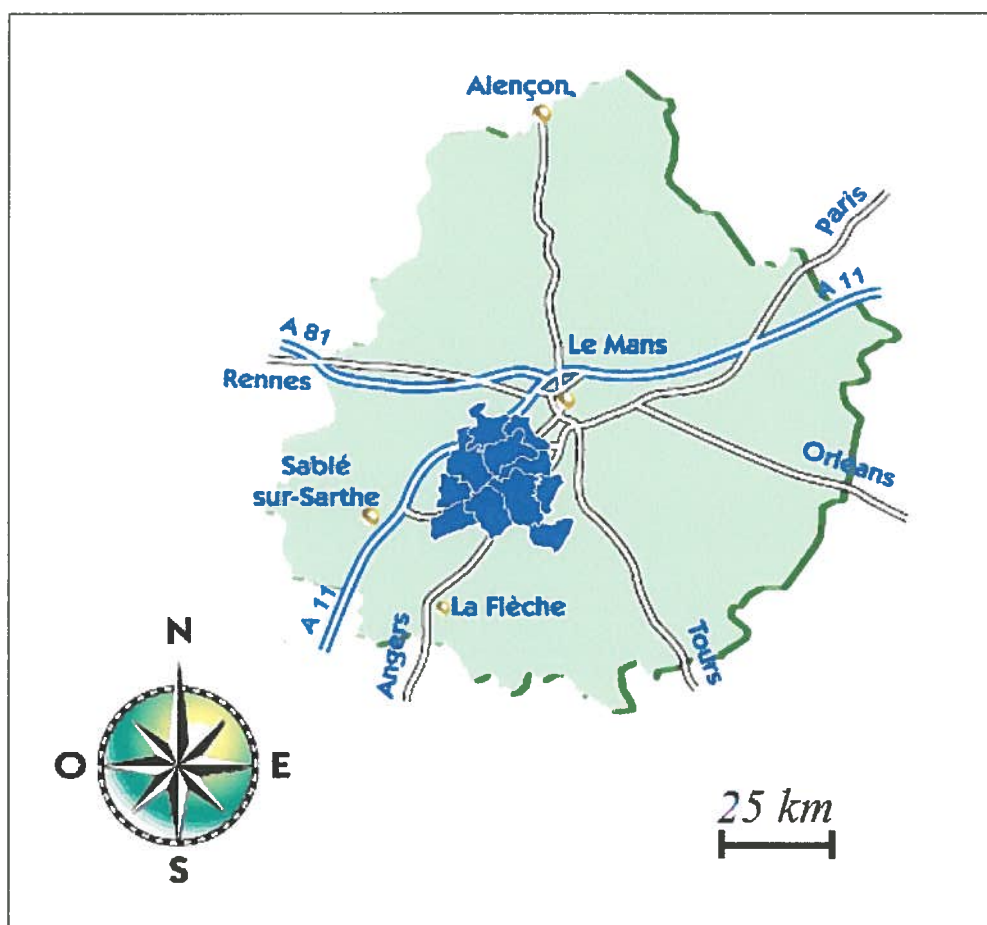 Alençon
Paris
A 11
A 81
Le Mans
Rennes
Sablé
sur-Sarthe
Orléans
A 11
La Flèche
Angers
Tours
N
O
E
S
25 km